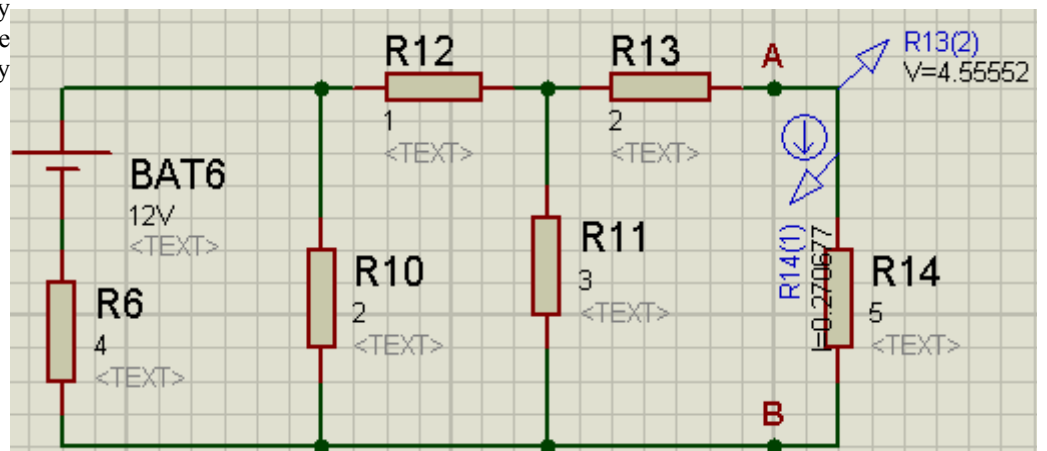 y
e
y
R12
1
<TEXT>
R13
2
<TEXT>
A
R13(2)
V=4.55552
BAT6
12V
<TEXT>
R6
4
<TEXT>
R10
2
<TEXT>
R11
3
<TEXT>
R14(1)
I=0.270677
R14
5
<TEXT>
B